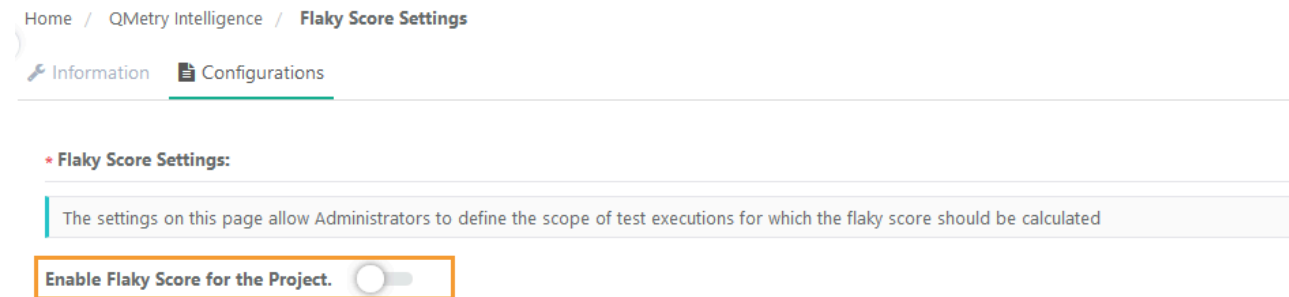 Home / QMetry Intelligence / Flaky Score Settings
Information Configurations
* Flaky Score Settings:
The settings on this page allow Administrators to define the scope of test executions for which the flaky score should be calculated
Enable Flaky Score for the Project.